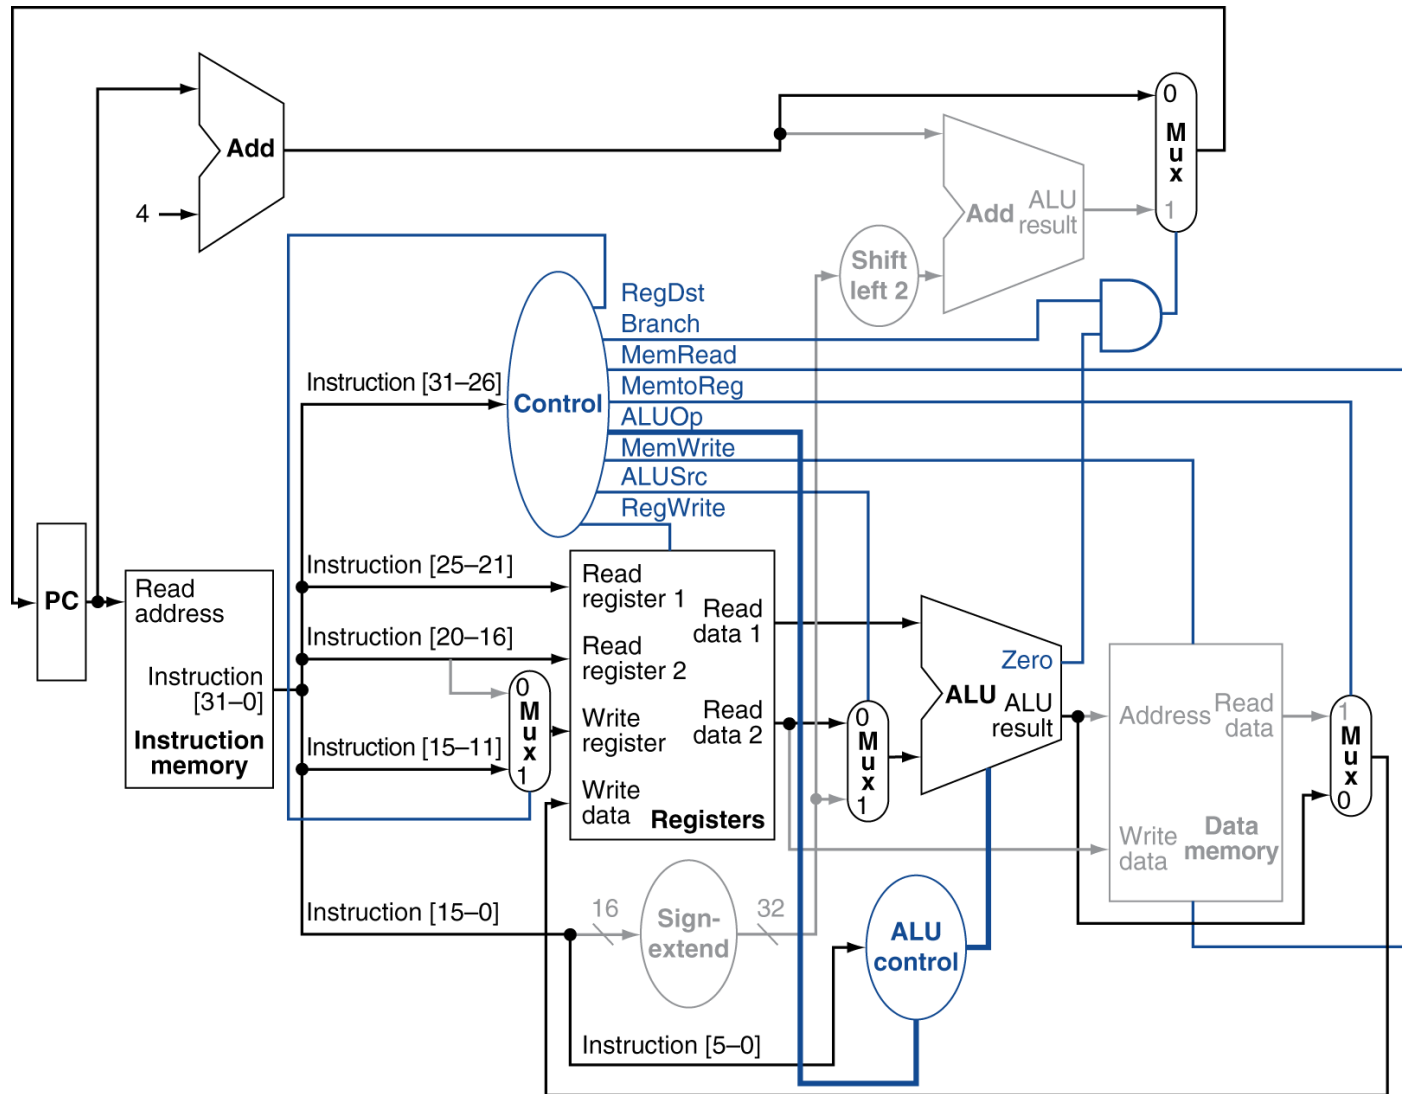 0
M
u
x
1
Add
4
ALU
Add
result
Shift
left 2
RegDst
Branch
MemRead
MemtoReg
ALUOp
MemWrite
ALUSrc
RegWrite
Control
Instruction [31–26]
Instruction [25–21]
Instruction [20–16]
Instruction [15–11]
Instruction [15–0]
Instruction [5–0]
PC
Read
address
Instruction
[31–0]
Instruction
memory
0
M
u
x
1
Read
register 1
Read
register 2
Write
register
Write
data
Read
data 1
Read
data 2
Registers
0
M
u
x
1
Zero
ALU
ALU
result
Address
Read
data
Write
data
Data
memory
1
M
u
x
0
16
Sign-
extend
32
ALU
control